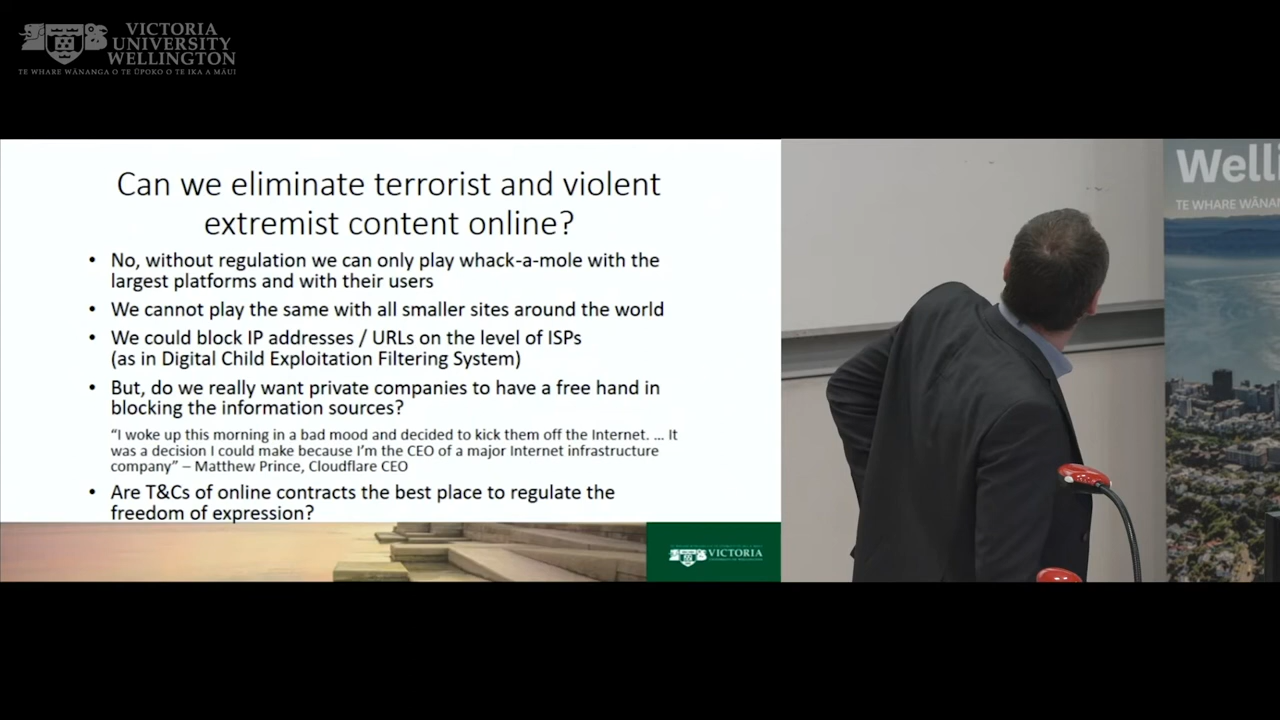 VICTORIA
UNIVERSITY
WELLINGTON
TE WHARE WĀNANGA O TE ŪPOKO O TE IKA A MĀUI
Can we eliminate terrorist and violent
extremist content online?
• No, without regulation we can only play whack-a-mole with the
largest platforms and with their users
• We cannot play the same with all smaller sites around the world
• We could block IP addresses / URLs on the level of ISPs
(as in Digital Child Exploitation Filtering System)
• But, do we really want private companies to have a free hand in
blocking the information sources?
“I woke up this morning in a bad mood and decided to kick them off the Internet. … It
was a decision I could make because I’m the CEO of a major Internet infrastructure
company” – Matthew Prince, Cloudflare CEO
• Are T&Cs of online contracts the best place to regulate the
freedom of expression?
VICTORIA
Welli
TE WHARE WĀNAN